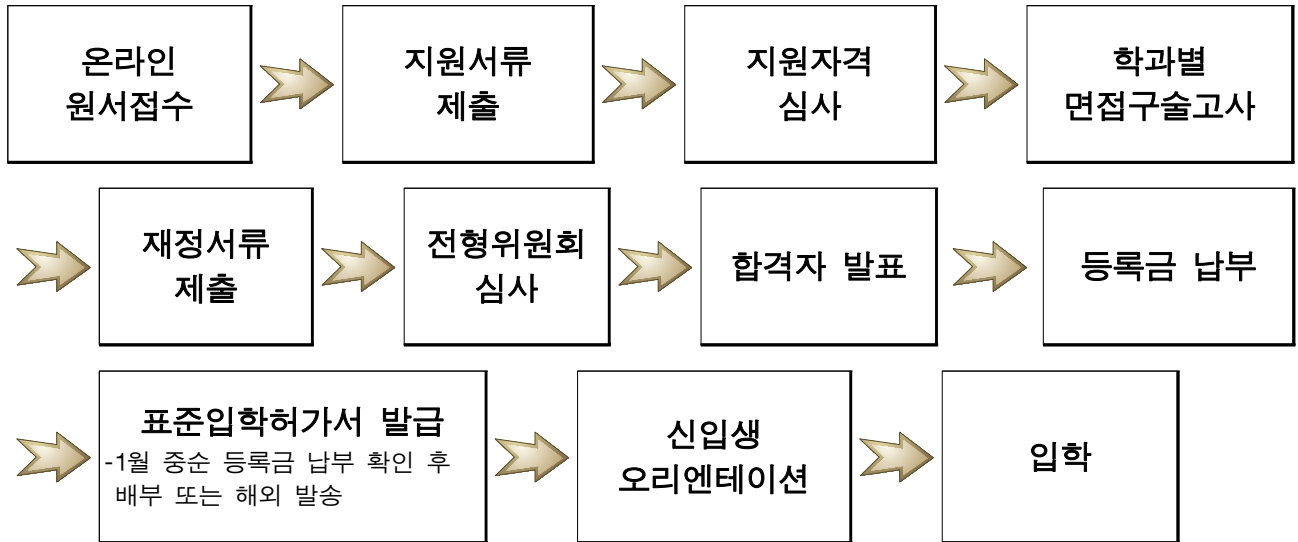 온라인
원서접수
지원서류
제출
지원자격
심사
학과별
면접구술고사
재정서류
제출
전형위원회
심사
합격자 발표
등록금 납부
표준입학허가서 발급
-1월 중순 등록금 납부 확인 후
배부 또는 해외 발송
신입생
오리엔테이션
입학